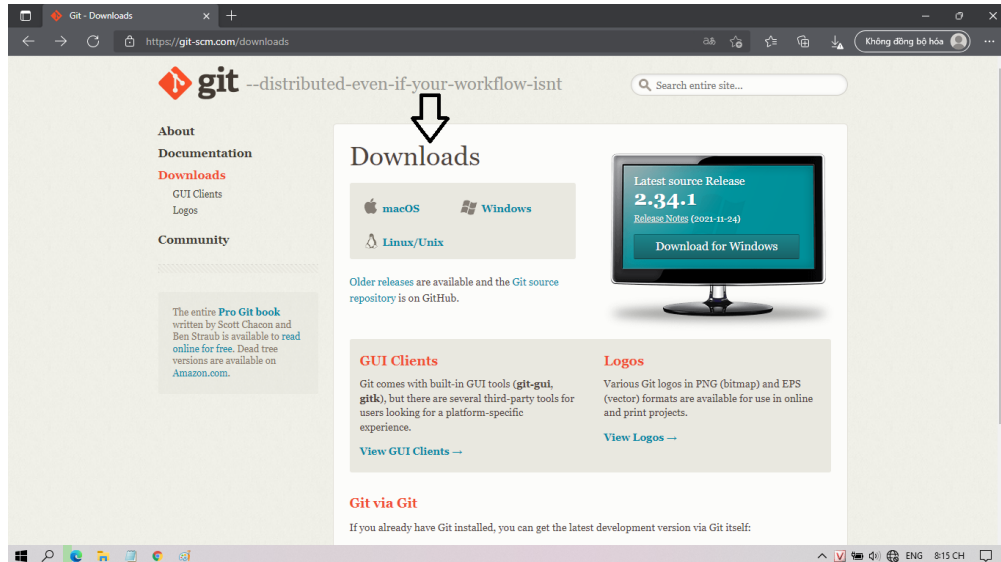 Git - Downloads
https://git-scm.com/downloads
Không đồng bộ hóa
git --distributed-even-if-your-workflow-isnt
Search entire site...
About
Documentation
Downloads
GUI Clients
Logos
Community
The entire Pro Git book
written by Scott Chacon and
Ben Straub is available to read
online for free. Dead tree
versions are available on
Amazon.com.
Downloads
macOS
Windows
Linux/Unix
Older releases are available and the Git source
repository is on GitHub.
Latest source Release
2.34.1
Release Notes (2021-11-24)
Download for Windows
GUI Clients
Git comes with built-in GUI tools (git-gui,
gitk), but there are several third-party tools for
users looking for a platform-specific
experience.
View GUI Clients →
Logos
Various Git logos in PNG (bitmap) and EPS
(vector) formats are available for use in online
and print projects.
View Logos →
Git via Git
If you already have Git installed, you can get the latest development version via Git itself:
V
ENG
8:15 CH